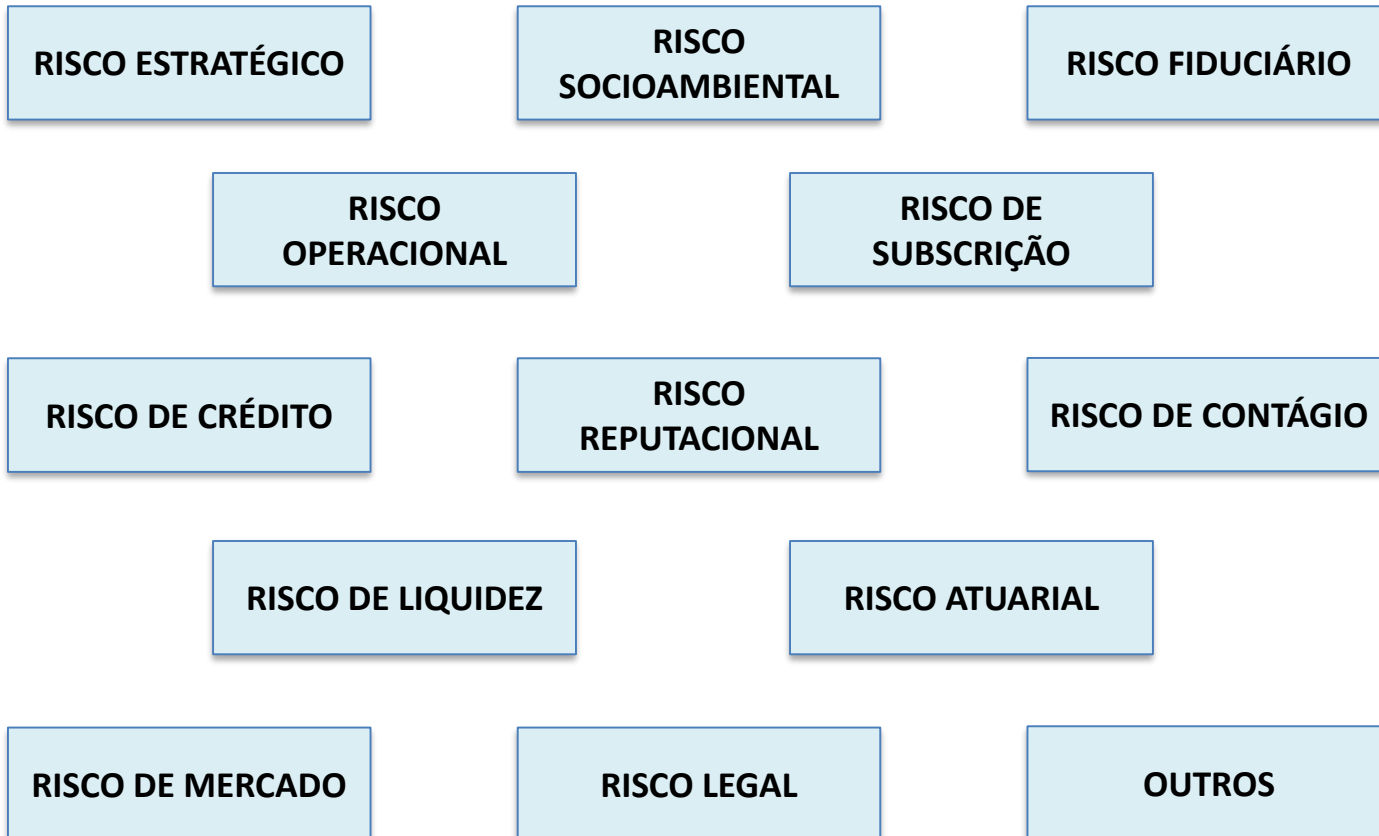 RISCO ESTRATÉGICO
RISCO
SOCIOAMBIENTAL
RISCO FIDUCIÁRIO
RISCO
OPERACIONAL
RISCO DE
SUBSCRIÇÃO
RISCO DE CRÉDITO
RISCO
REPUTACIONAL
RISCO DE CONTÁGIO
RISCO DE LIQUIDEZ
RISCO ATUARIAL
RISCO DE MERCADO
RISCO LEGAL
OUTROS